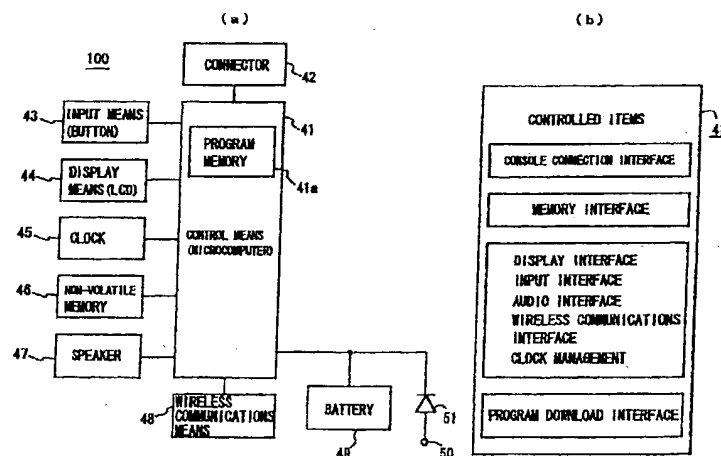 (a)
100
CONNECTOR
42
43
INPUT MEANS
(BUTTON)
41
PROGRAM
MEMORY
41a
44
DISPLAY
MEANS(LCD)
45
CLOCK
CONTROL MEANS
(MICROCOMPUTER)
46
NON-VOLATILE
MEMORY
47
SPEAKER
48
WIRELESS
COMMUNICATIONS
MEANS
BATTERY
49
51
50
(b)
CONTROLLED ITEMS
CONSOLE CONNECTION INTERFACE
MEMORY INTERFACE
DISPLAY INTERFACE
INPUT INTERFACE
AUDIO INTERFACE
WIRELESS COMMUNICATIONS
INTERFACE
CLOCK MANAGEMENT
PROGRAM DOWNLOAD INTERFACE